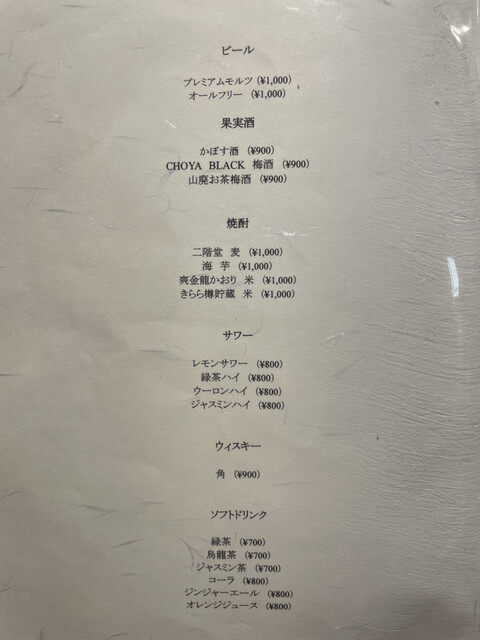 ビール
プレミアムモルツ (¥1,000)
オールフリー (¥1,000)
果実酒
かぼす酒 (¥900)
CHOYA BLACK 梅酒 (¥900)
山廃お茶梅酒 (¥900)
焼酎
二階堂 麦 (¥1,000)
海 芋 (¥1,000)
爽金龍かおり 米 (¥1,000)
きらら樽貯蔵 米 (¥1,000)
サワー
レモンサワー (¥800)
緑茶ハイ (¥800)
ウーロンハイ (¥800)
ジャスミンハイ (¥800)
ウィスキー
角 (¥900)
ソフトドリンク
緑茶 (¥700)
烏龍茶 (¥700)
ジャスミン茶 (¥700)
コーラ (¥800)
ジンジャーエール (¥800)
オレンジジュース (¥800)